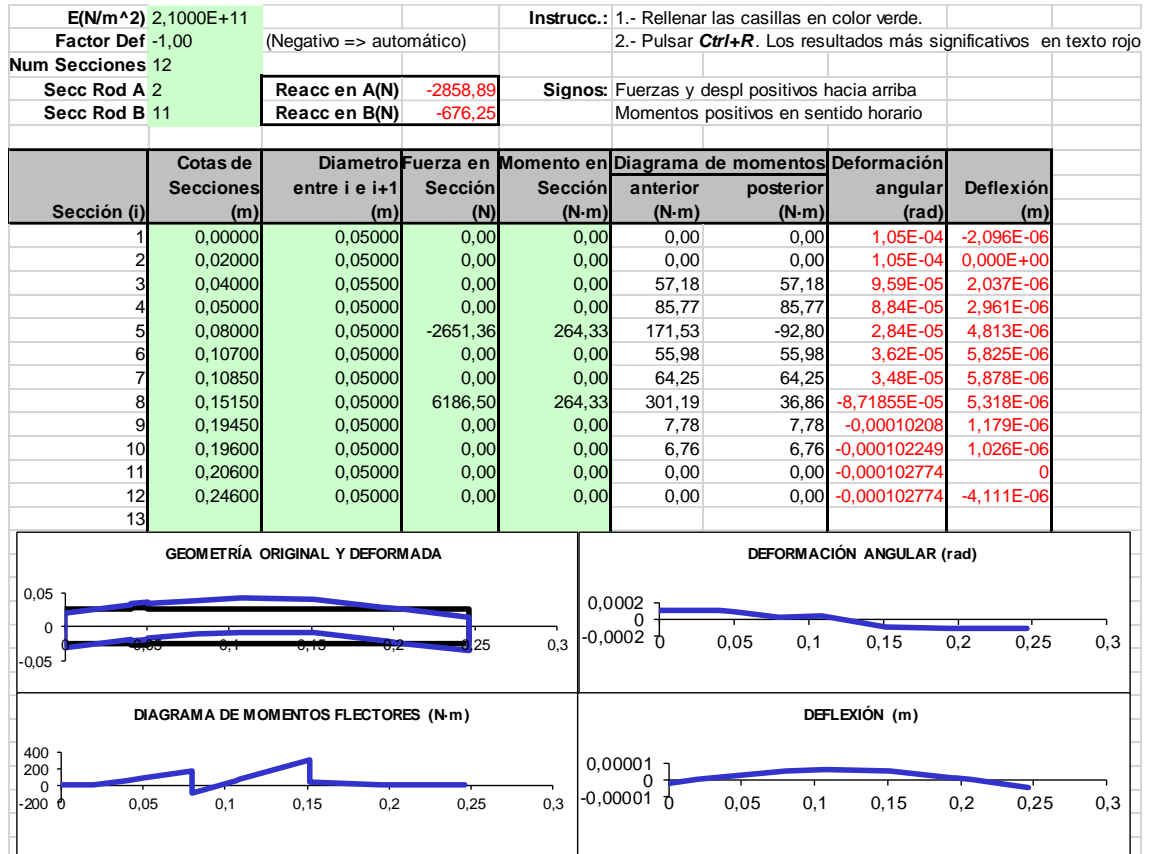 E(N/m^2) 2,1000E+11 Instrucc.: 1.- Rellenar las casillas en color verde.
Factor Def -1,00 (Negativo => automático) 2.- Pulsar Ctrl+R. Los resultados más significativos en texto rojo
Num Secciones 12
Secc Rod A 2 Reacc en A(N) -2858,89 Signos: Fuerzas y despl positivos hacia arriba
Secc Rod B 11 Reacc en B(N) -676,25 Momentos positivos en sentido horario
Cotas de Diametro Fuerza en Momento en Diagrama de momentos Deformación
Secciones entre i e i+1 Sección Sección anterior posterior angular Deflexión
Sección (i) (m) (m) (N) (N·m) (N·m) (N·m) (rad) (m)
1 0,00000 0,05000 0,00 0,00 0,00 0,00 1,05E-04 -2,096E-06
2 0,02000 0,05000 0,00 0,00 0,00 0,00 1,05E-04 0,000E+00
3 0,04000 0,05500 0,00 0,00 57,18 57,18 9,59E-05 2,037E-06
4 0,05000 0,05000 0,00 0,00 85,77 85,77 8,84E-05 2,961E-06
5 0,08000 0,05000 -2651,36 264,33 171,53 -92,80 2,84E-05 4,813E-06
6 0,10700 0,05000 0,00 0,00 55,98 55,98 3,62E-05 5,825E-06
7 0,10850 0,05000 0,00 0,00 64,25 64,25 3,48E-05 5,878E-06
8 0,15150 0,05000 6186,50 264,33 301,19 36,86 -8,71855E-05 5,318E-06
9 0,19450 0,05000 0,00 0,00 7,78 7,78 -0,00010208 1,179E-06
10 0,19600 0,05000 0,00 0,00 6,76 6,76 -0,000102249 1,026E-06
11 0,20600 0,05000 0,00 0,00 0,00 0,00 -0,000102774 0
12 0,24600 0,05000 0,00 0,00 0,00 0,00 -0,000102774 -4,111E-06
13
GEOMETRÍA ORIGINAL Y DEFORMADA
0,05
0
-0,05
0 0,05 0,1 0,15 0,2 0,25 0,3
DEFORMACIÓN ANGULAR (rad)
0,0002
0
-0,0002
0 0,05 0,1 0,15 0,2 0,25 0,3
DIAGRAMA DE MOMENTOS FLECTORES (N·m)
400
200
0
-200
0 0,05 0,1 0,15 0,2 0,25 0,3
DEFLEXIÓN (m)
0,00001
0
-0,00001
0 0,05 0,1 0,15 0,2 0,25 0,3